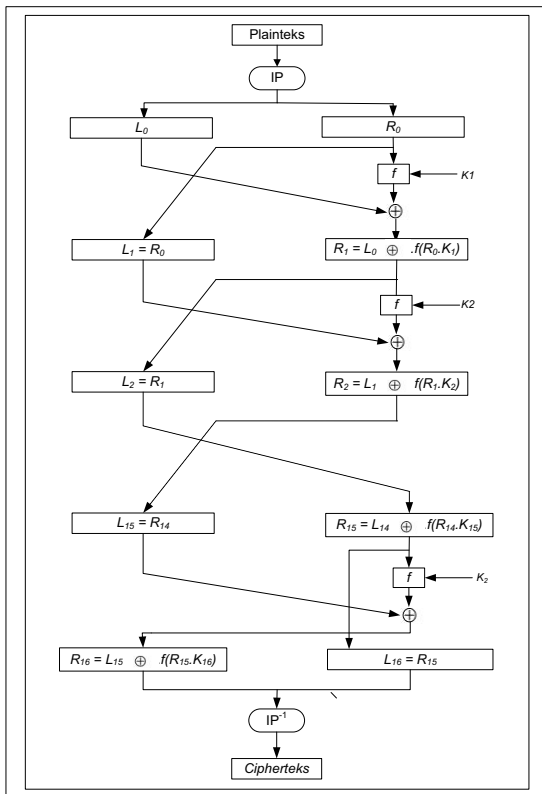 Plainteks
IP
L₀ R₀
f K1
⊕
L₁ = R₀ R₁ = L₀ ⊕ .f(R₀.K₁)
f K2
⊕
L₂ = R₁ R₂ = L₁ ⊕ f(R₁.K₂)
L₁₅ = R₁₄ R₁₅ = L₁₄ ⊕ .f(R₁₄.K₁₅)
f K₂
⊕
R₁₆ = L₁₅ ⊕ .f(R₁₅.K₁₆) L₁₆ = R₁₅
IP⁻¹
Cipherteks